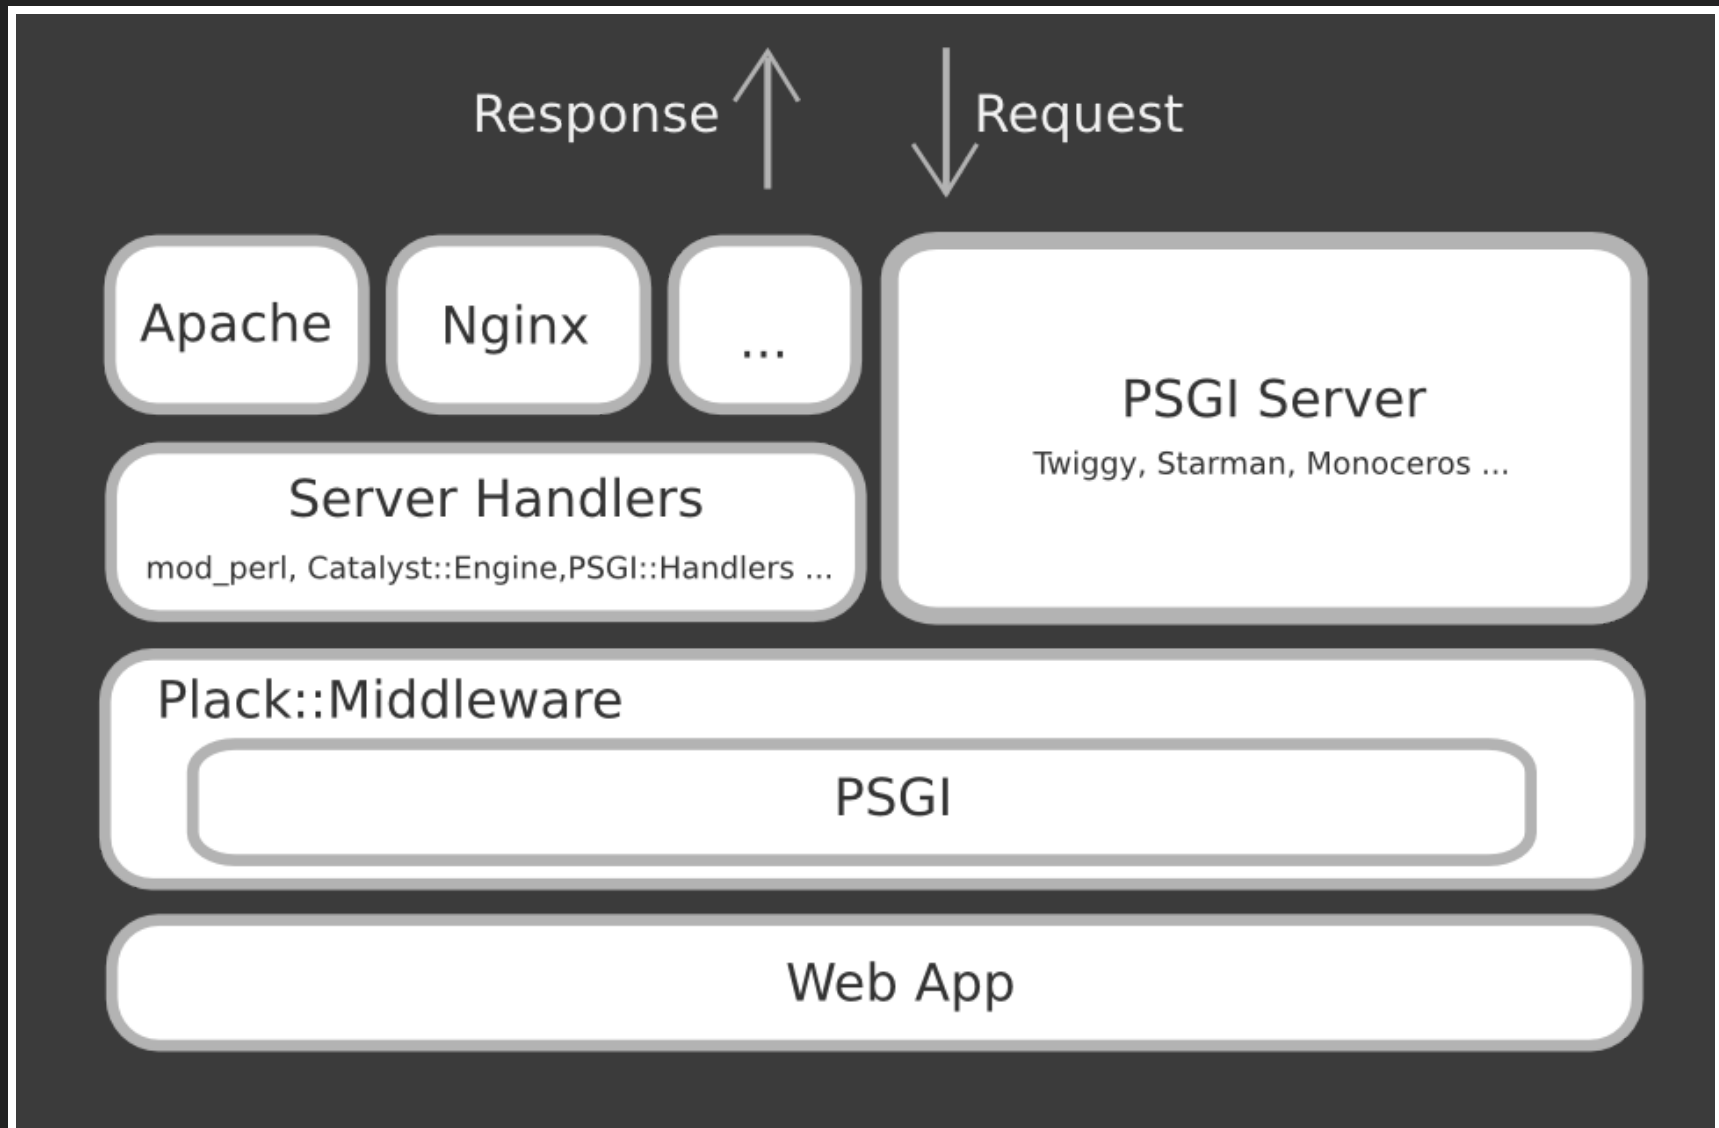 Response
Request
Apache
Nginx
...
PSGI Server
Twiggy, Starman, Monoceros ...
Server Handlers
mod_perl, Catalyst::Engine,PSGI::Handlers ...
Plack::Middleware
PSGI
Web App